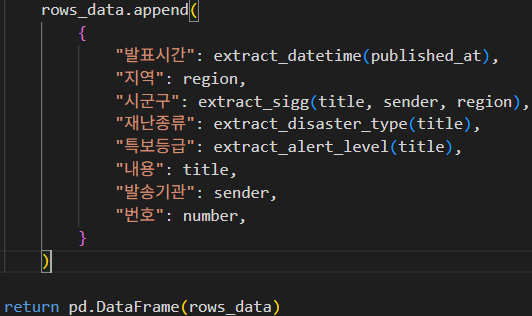 rows_data.append(
{
"발표시간": extract_datetime(published_at),
"지역": region,
"시군구": extract_sigg(title, sender, region),
"재난종류": extract_disaster_type(title),
"특보등급": extract_alert_level(title),
"내용": title,
"발송기관": sender,
"번호": number,
}
)
return pd.DataFrame(rows_data)